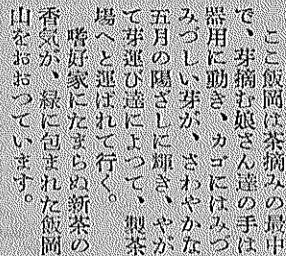 ここ飯岡は茶摘みの最中
で、芽摘む娘さん達の手は
器用に動き、カゴにはみづ
みづしい芽が、さわやかな
五月の陽ざしに輝き、やが
て芽運び達によつて、製茶
場へと運ばれて行く。
嗜好家にたまらぬ新茶の
香気が、緑に包まれた飯岡
山をおおつています。